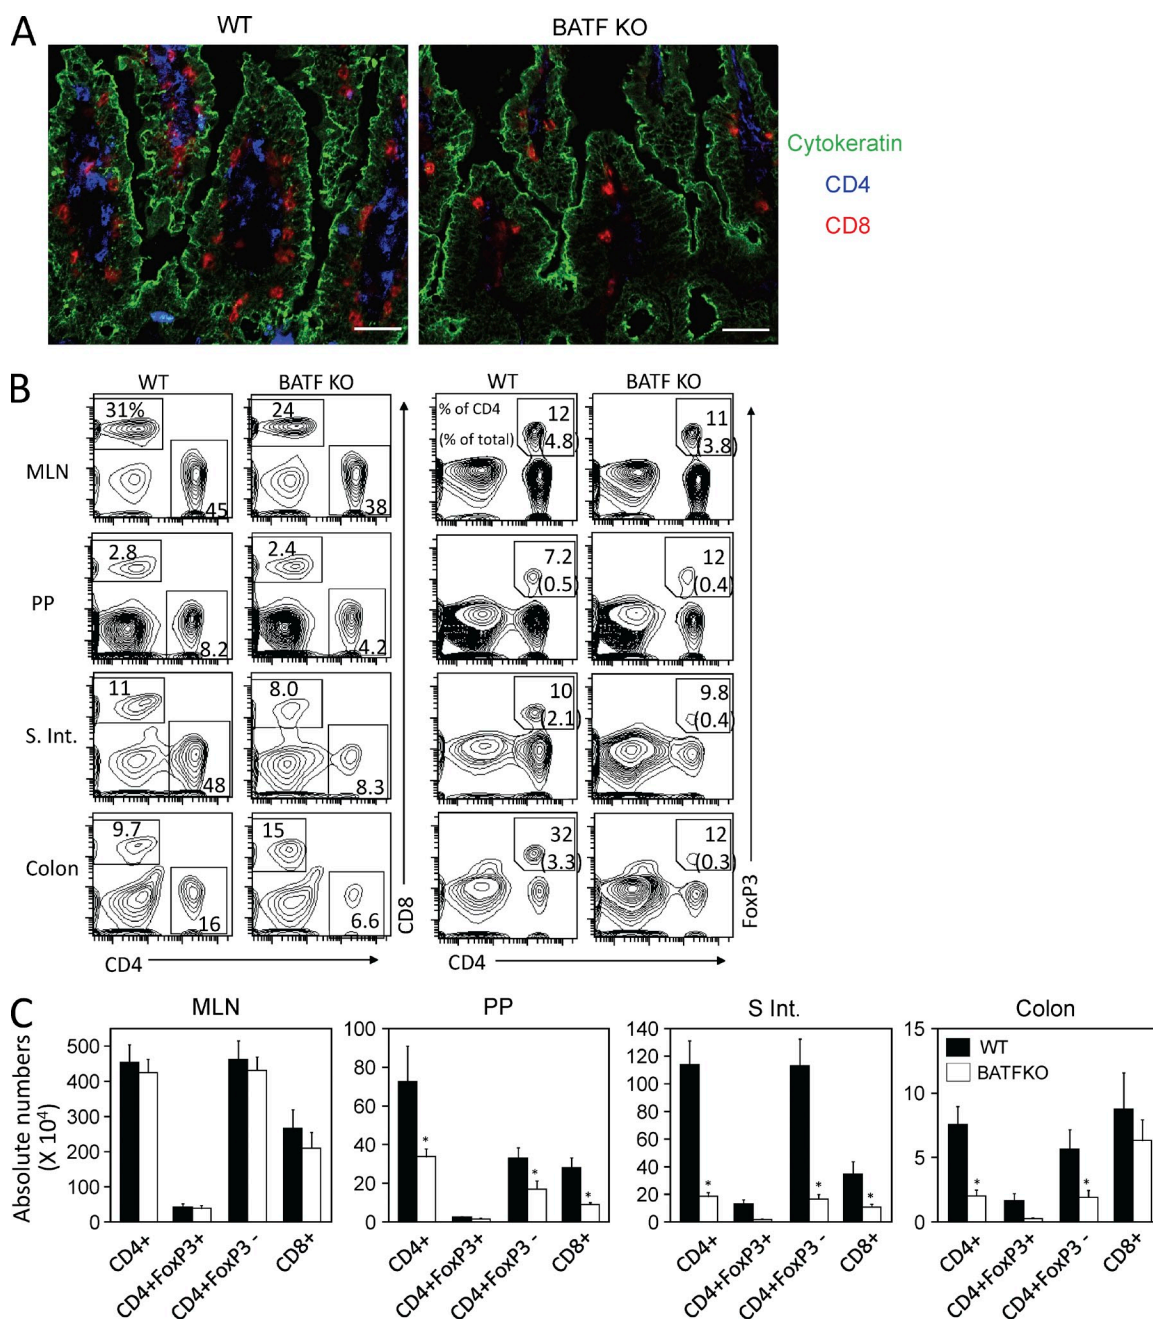 A
WT
BATF KO
Cytokeratin
CD4
CD8
B
WT
BATF KO
WT
BATF KO
MLN
31%
45
24
38
% of CD4
(% of total)
12
(4.8)
11
(3.8)
PP
2.8
8.2
2.4
4.2
7.2
(0.5)
12
(0.4)
S. Int.
11
48
8.0
8.3
10
(2.1)
9.8
(0.4)
Colon
9.7
16
15
6.6
32
(3.3)
12
(0.3)
CD8
FoxP3
CD4
CD4
C
MLN
PP
S Int.
Colon
Absolute numbers
(X 10⁴)
500
400
300
200
100
0
CD4+
CD4+FoxP3+
CD4+FoxP3 -
CD8+
100
80
60
40
20
0
*
*
*
CD4+
CD4+FoxP3+
CD4+FoxP3 -
CD8+
140
120
100
80
60
40
20
0
*
*
*
CD4+
CD4+FoxP3+
CD4+FoxP3 -
CD8+
15
10
5
0
WT
BATFKO
*
*
CD4+
CD4+FoxP3+
CD4+FoxP3 -
CD8+